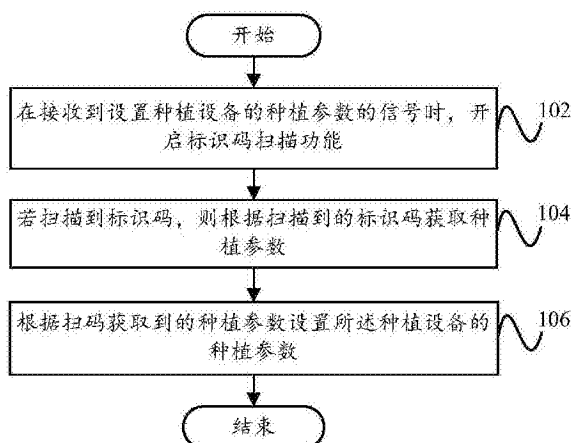 开始
在接收到设置种植设备的种植参数的信号时，开
启标识码扫描功能
102
若扫描到标识码，则根据扫描到的标识码获取种
植参数
104
根据扫码获取到的种植参数设置所述种植设备的
种植参数
106
结束